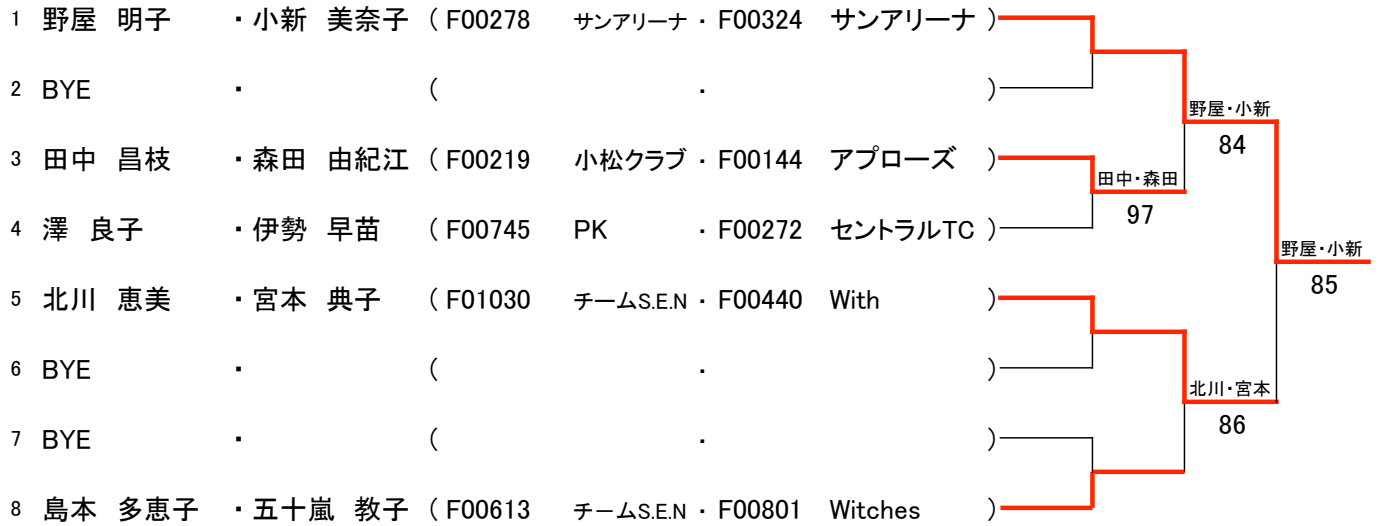 1 野屋 明子 ・小新 美奈子 ( F00278 サンアリーナ ・ F00324 サンアリーナ )
2 BYE ・ ( ・ )
野屋・小新
84
3 田中 昌枝 ・森田 由紀江 ( F00219 小松クラブ ・ F00144 アプローズ )
田中・森田
97
4 澤 良子 ・伊勢 早苗 ( F00745 PK ・ F00272 セントラルTC )
野屋・小新
85
5 北川 恵美 ・宮本 典子 ( F01030 チームS.E.N ・ F00440 With )
6 BYE ・ ( ・ )
北川・宮本
86
7 BYE ・ ( ・ )
8 島本 多恵子 ・五十嵐 教子 ( F00613 チームS.E.N ・ F00801 Witches )